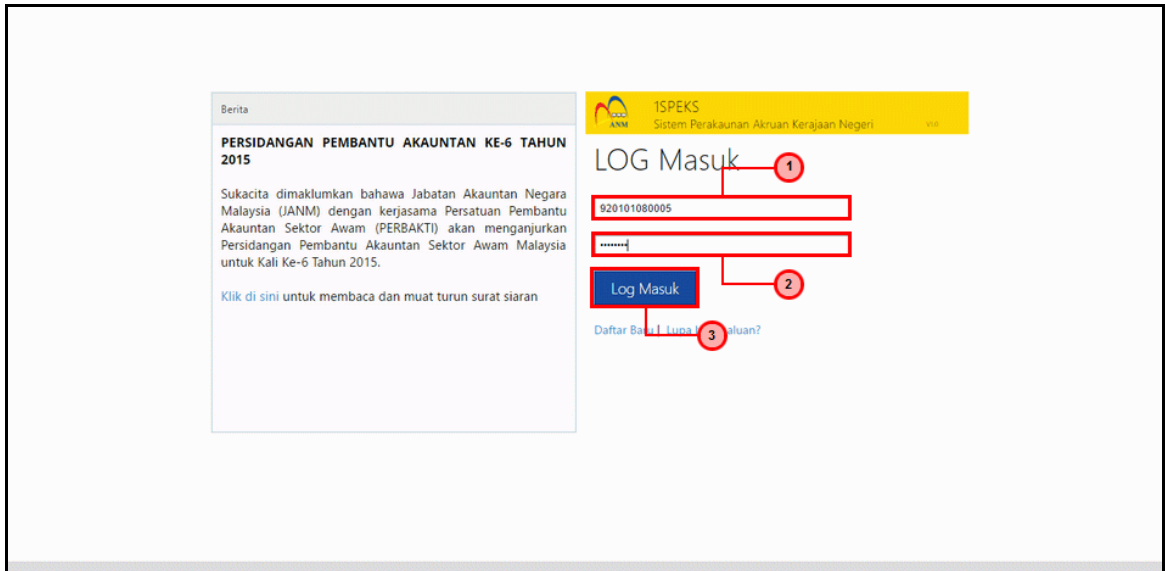 Berita
PERSIDANGAN PEMBANTU AKAUNTAN KE-6 TAHUN
2015
Sukacita dimaklumkan bahawa Jabatan Akauntan Negara
Malaysia (JANM) dengan kerjasama Persatuan Pembantu
Akauntan Sektor Awam (PERBAKTI) akan menganjurkan
Persidangan Pembantu Akauntan Sektor Awam Malaysia
untuk Kali Ke-6 Tahun 2015.
Klik di sini untuk membaca dan muat turun surat siaran
ANM
1SPEKS
Sistem Perakaunan Akruan Kerajaan Negeri V1.0
LOG Masuk
1
920101080005
••••••••
2
Log Masuk
Daftar | Lupa
3